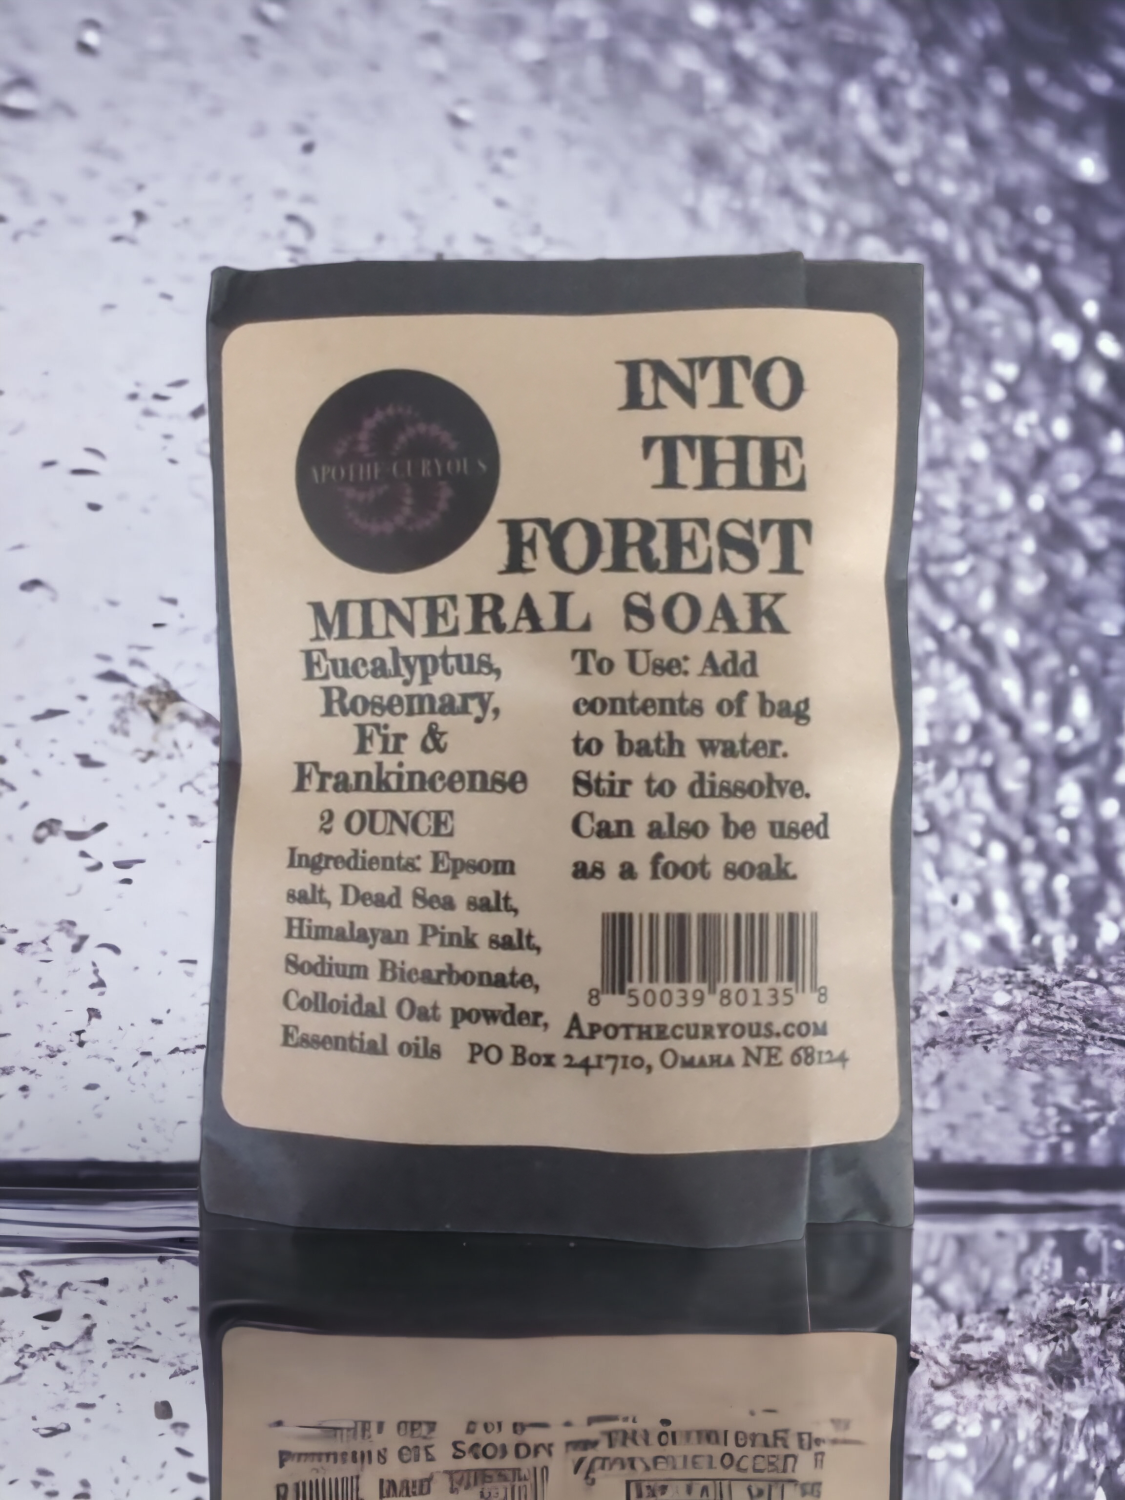 APOTHE-CURYOUS
INTO
THE
FOREST
MINERAL SOAK
Eucalyptus,
Rosemary,
Fir &
Frankincense
2 OUNCE
Ingredients: Epsom
salt, Dead Sea salt,
Himalayan Pink salt,
Sodium Bicarbonate,
Colloidal Oat powder,
Essential oils
To Use: Add
contents of bag
to bath water.
Stir to dissolve.
Can also be used
as a foot soak.
8 50039 80135 8
APOTHECURYOUS.COM
PO Box 241710, OMAHA NE 68124